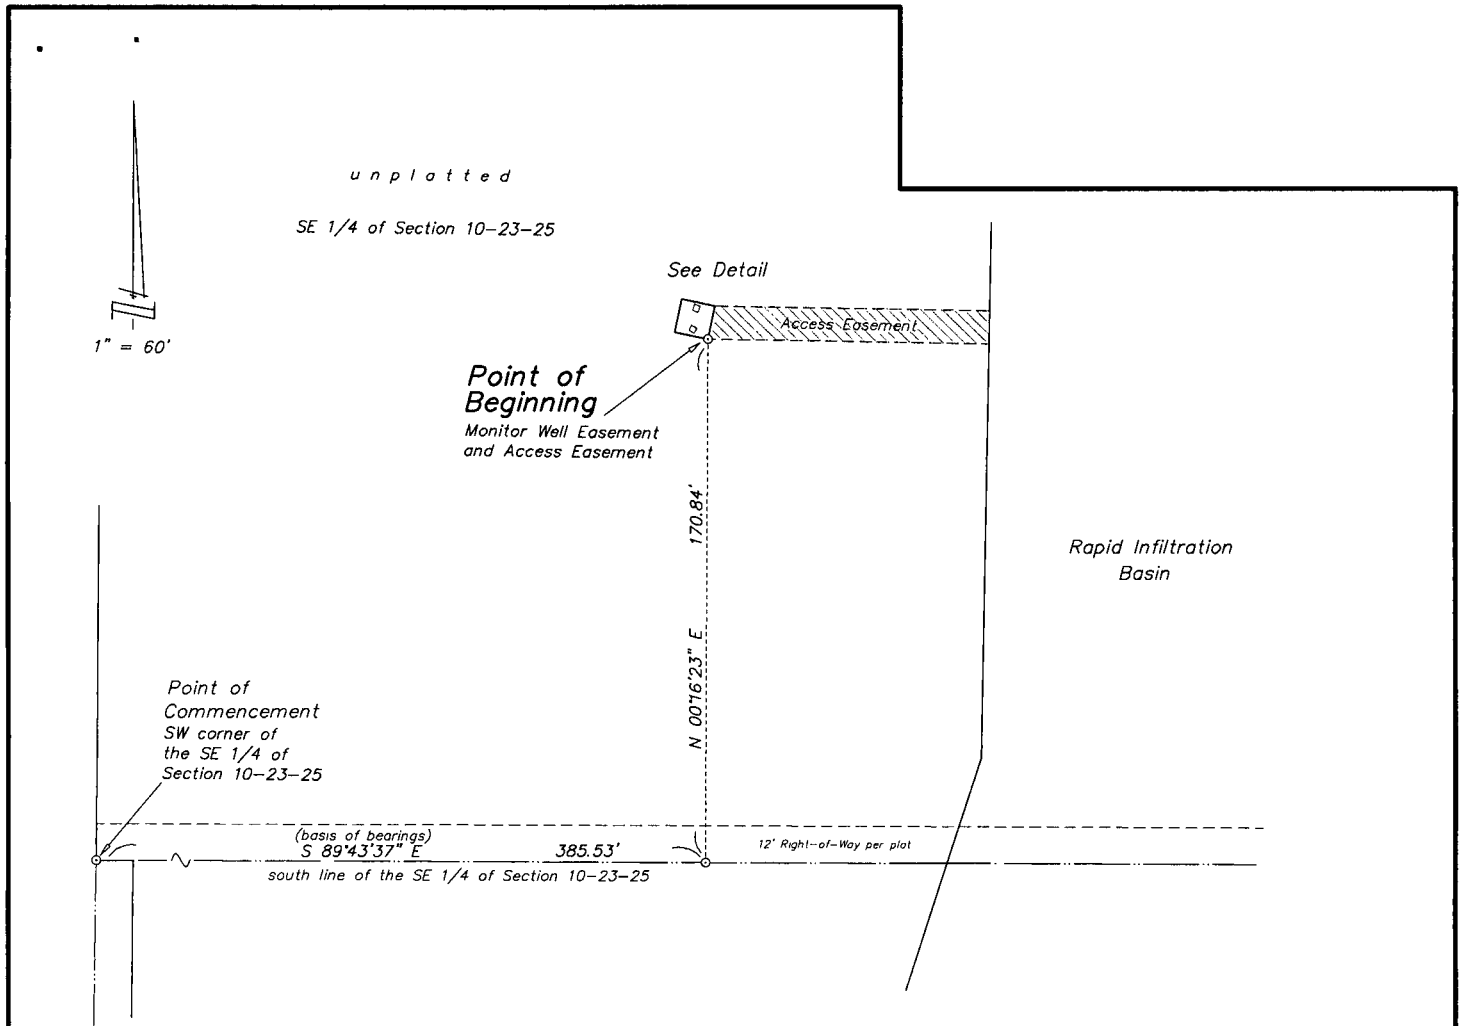 unplatted
SE 1/4 of Section 10-23-25
See Detail
Access Easement
1" = 60'
Point of
Beginning
Monitor Well Easement
and Access Easement
170.84'
N 00°16'23" E
Rapid Infiltration
Basin
Point of
Commencement
SW corner of
the SE 1/4 of
Section 10-23-25
(basis of bearings)
S 89°43'37" E 385.53'
12' Right-of-Way per plat
south line of the SE 1/4 of Section 10-23-25